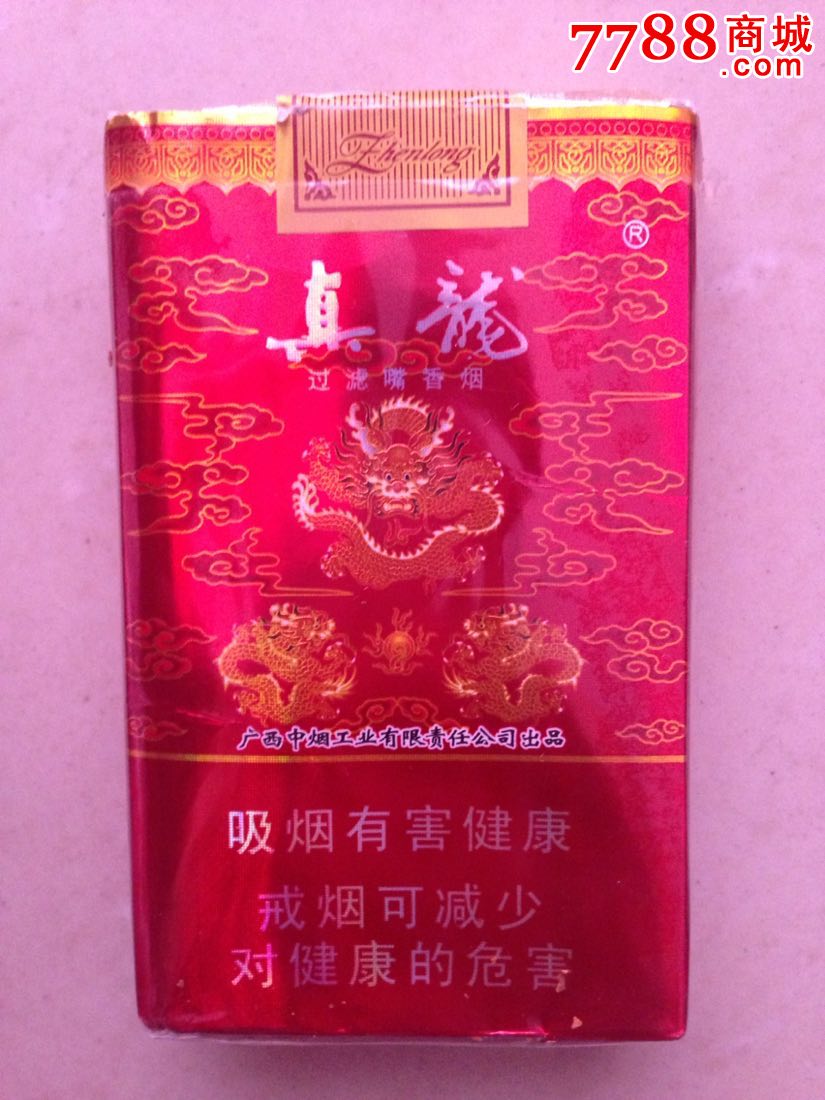 7788商城
.com
Zhenlong
®
真龍
过滤嘴香烟
广西中烟工业有限责任公司出品
吸烟有害健康
戒烟可减少
对健康的危害